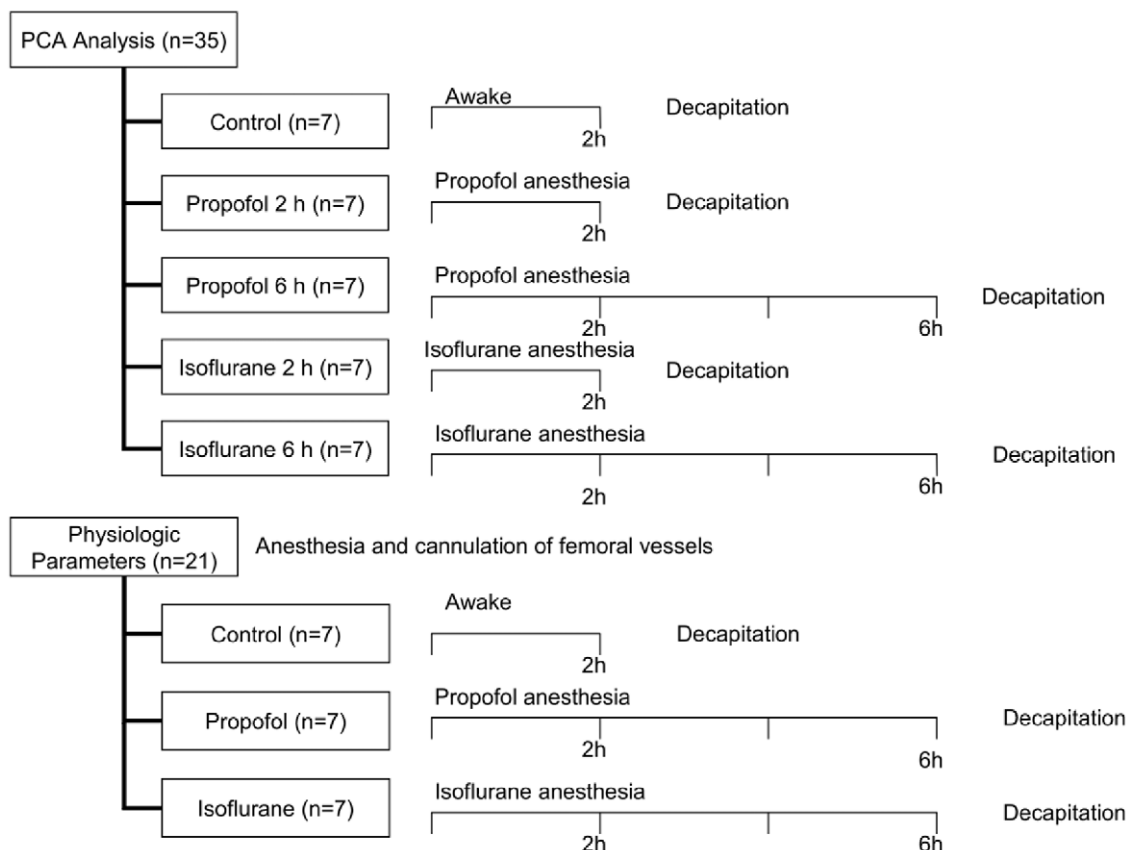 PCA Analysis (n=35)
Control (n=7)
Awake
2h
Decapitation
Propofol 2 h (n=7)
Propofol anesthesia
2h
Decapitation
Propofol 6 h (n=7)
Propofol anesthesia
2h
6h
Decapitation
Isoflurane 2 h (n=7)
Isoflurane anesthesia
2h
Decapitation
Isoflurane 6 h (n=7)
Isoflurane anesthesia
2h
6h
Decapitation
Physiologic
Parameters (n=21)
Anesthesia and cannulation of femoral vessels
Control (n=7)
Awake
2h
Decapitation
Propofol (n=7)
Propofol anesthesia
2h
6h
Decapitation
Isoflurane (n=7)
Isoflurane anesthesia
2h
6h
Decapitation